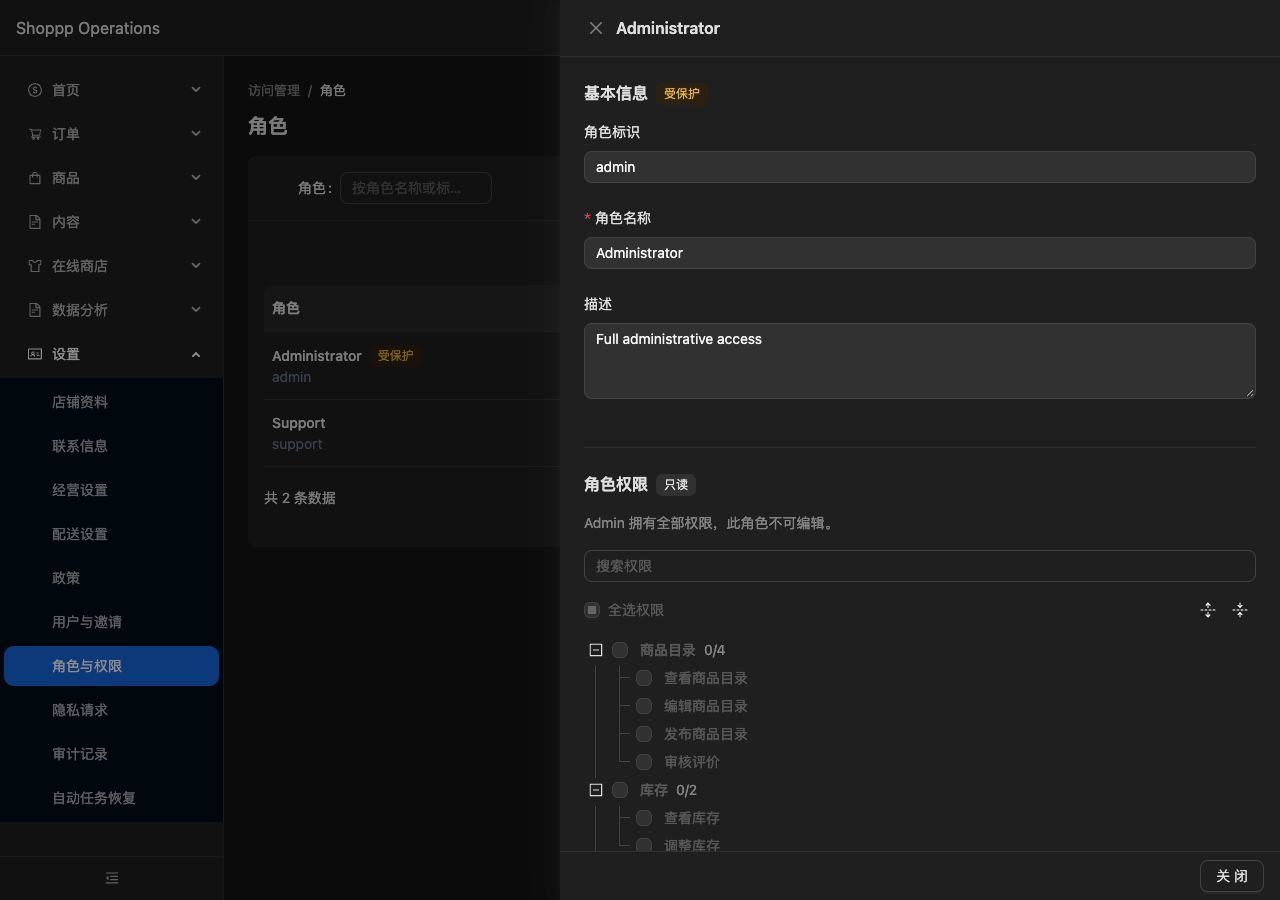 Shoppp Operations
首页
订单
商品
内容
在线商店
数据分析
设置
店铺资料
联系信息
经营设置
配送设置
政策
用户与邀请
角色与权限
隐私请求
审计记录
自动任务恢复
访问管理 / 角色
角色
角色: 按角色名称或标...
角色
Administrator 受保护
admin
Support
support
共 2 条数据
Administrator
基本信息 受保护
角色标识
admin
* 角色名称
Administrator
描述
Full administrative access
角色权限 只读
Admin 拥有全部权限，此角色不可编辑。
搜索权限
全选权限
商品目录 0/4
查看商品目录
编辑商品目录
发布商品目录
审核评价
库存 0/2
查看库存
调整库存
关 闭